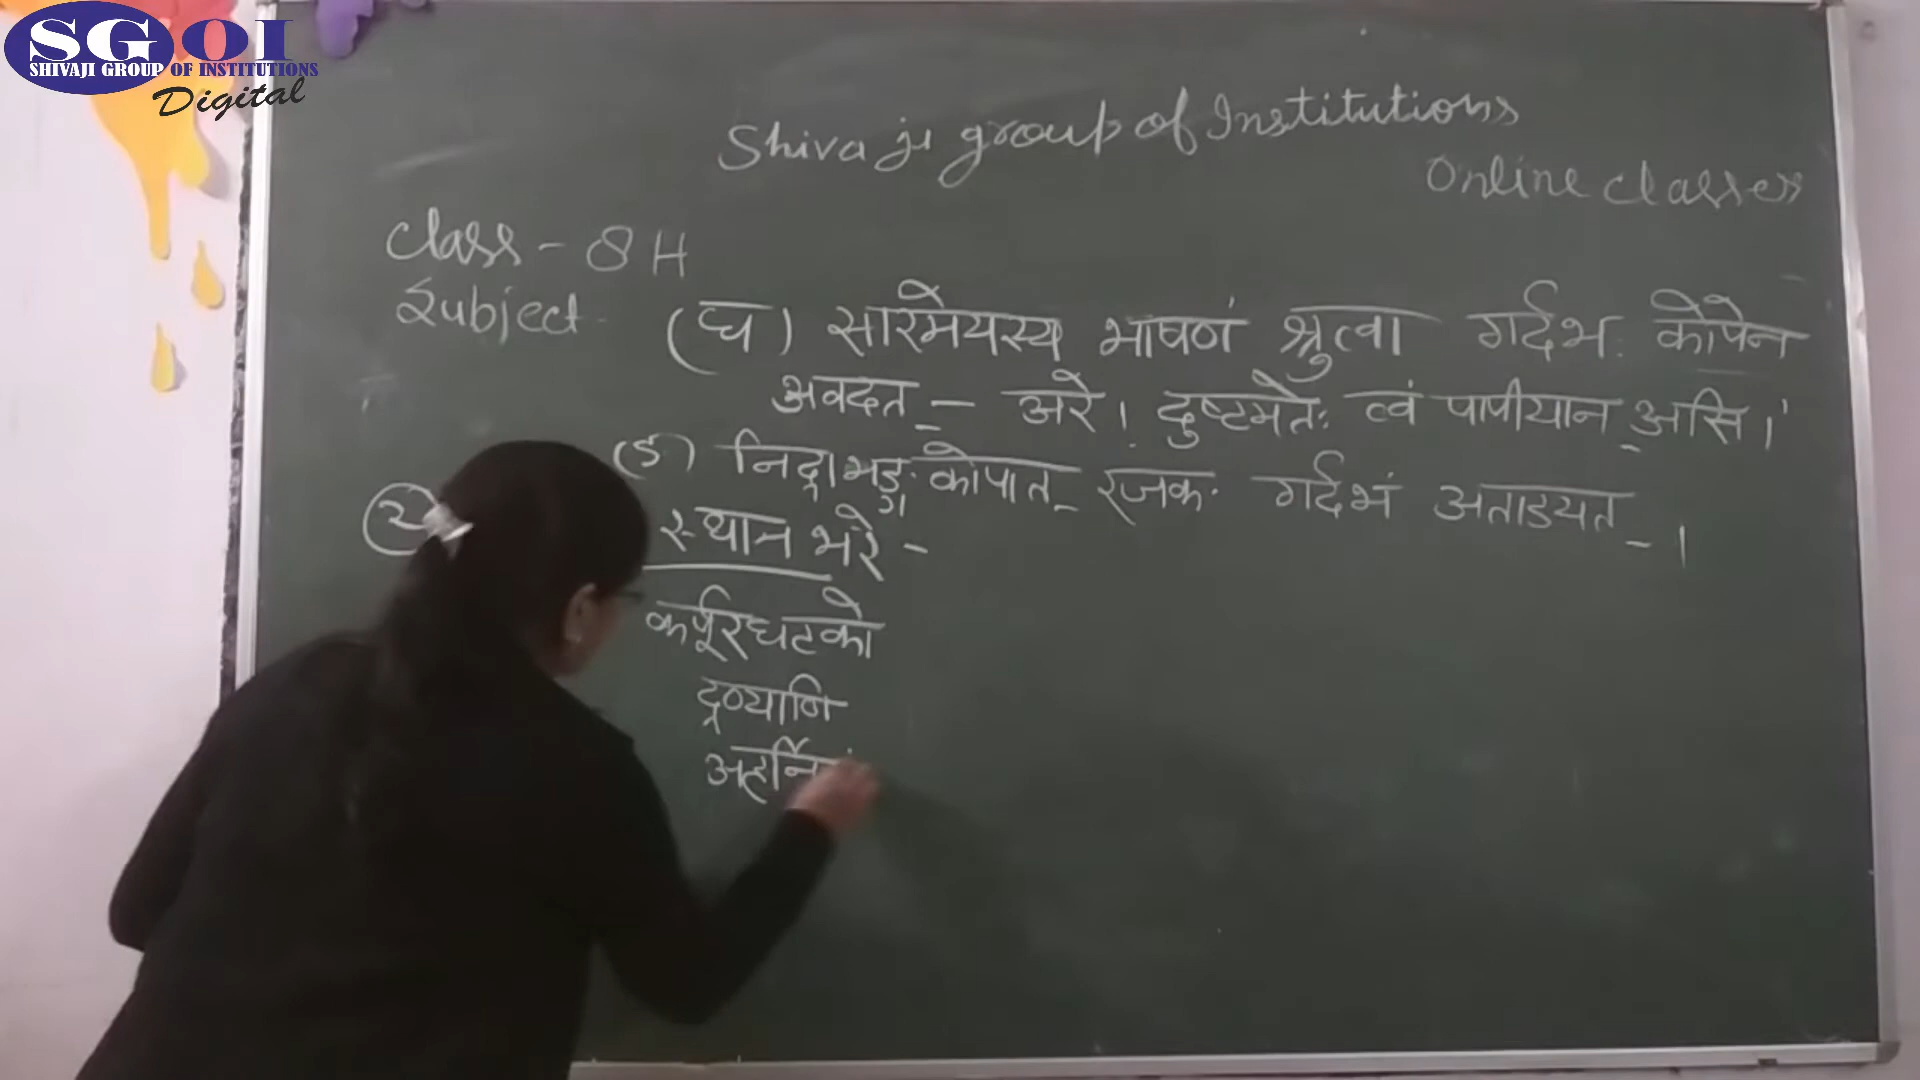 SGOI
SHIVAJI GROUP OF INSTITUTIONS
Digital
Shivaji group of Institutions
Online classes
Class - 8 H
Subject -
(घ) सारमेयस्य भाषणं श्रुत्वा गर्दभः कोपेन
अवदत् - अरे! दुष्टमतेः त्वं पापीयान् असि।'
(ङ) निद्राभङ्गः कोपात् रजकः गर्दभं अताडयत् ।
स्थान भरे -
कर्पूरघटको
द्रव्याणि